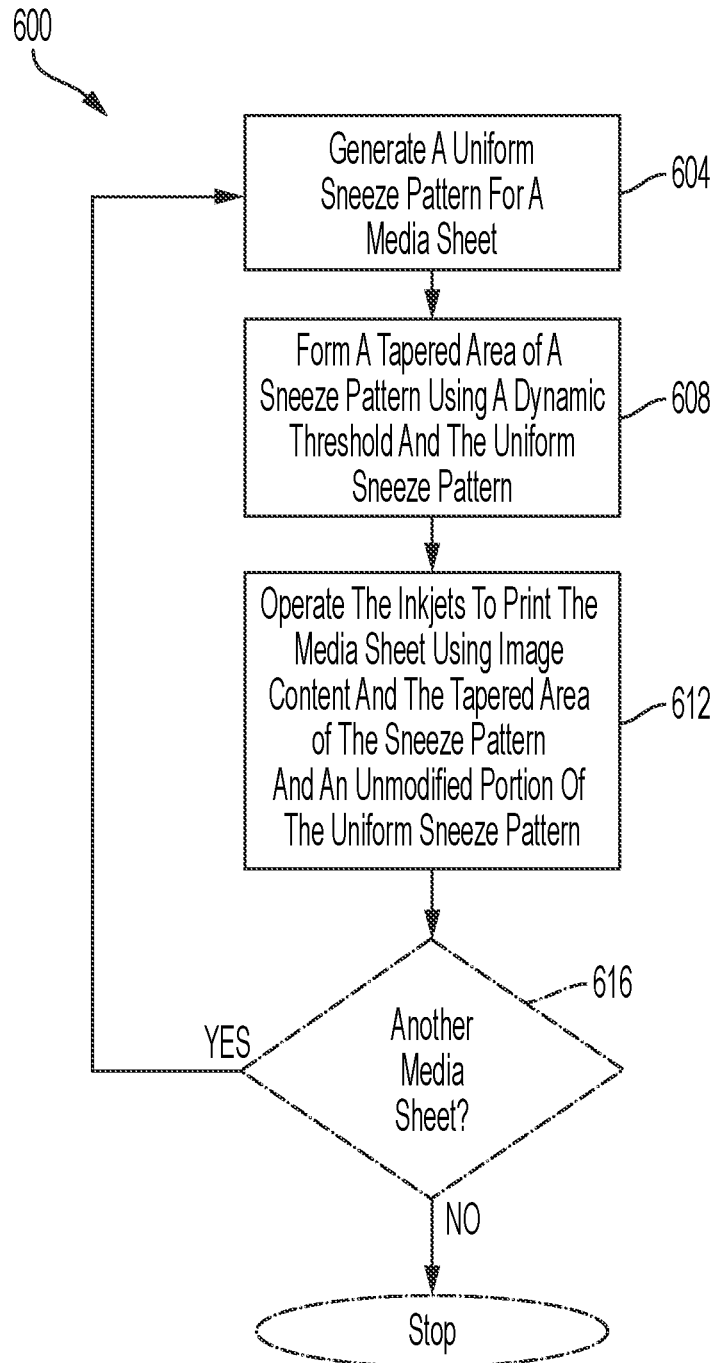 600
Generate A Uniform
Sneeze Pattern For A
Media Sheet
604
Form A Tapered Area of A
Sneeze Pattern Using A Dynamic
Threshold And The Uniform
Sneeze Pattern
608
Operate The Inkjets To Print The
Media Sheet Using Image
Content And The Tapered Area
of The Sneeze Pattern
And An Unmodified Portion Of
The Uniform Sneeze Pattern
612
616
Another
Media
Sheet?
YES
NO
Stop